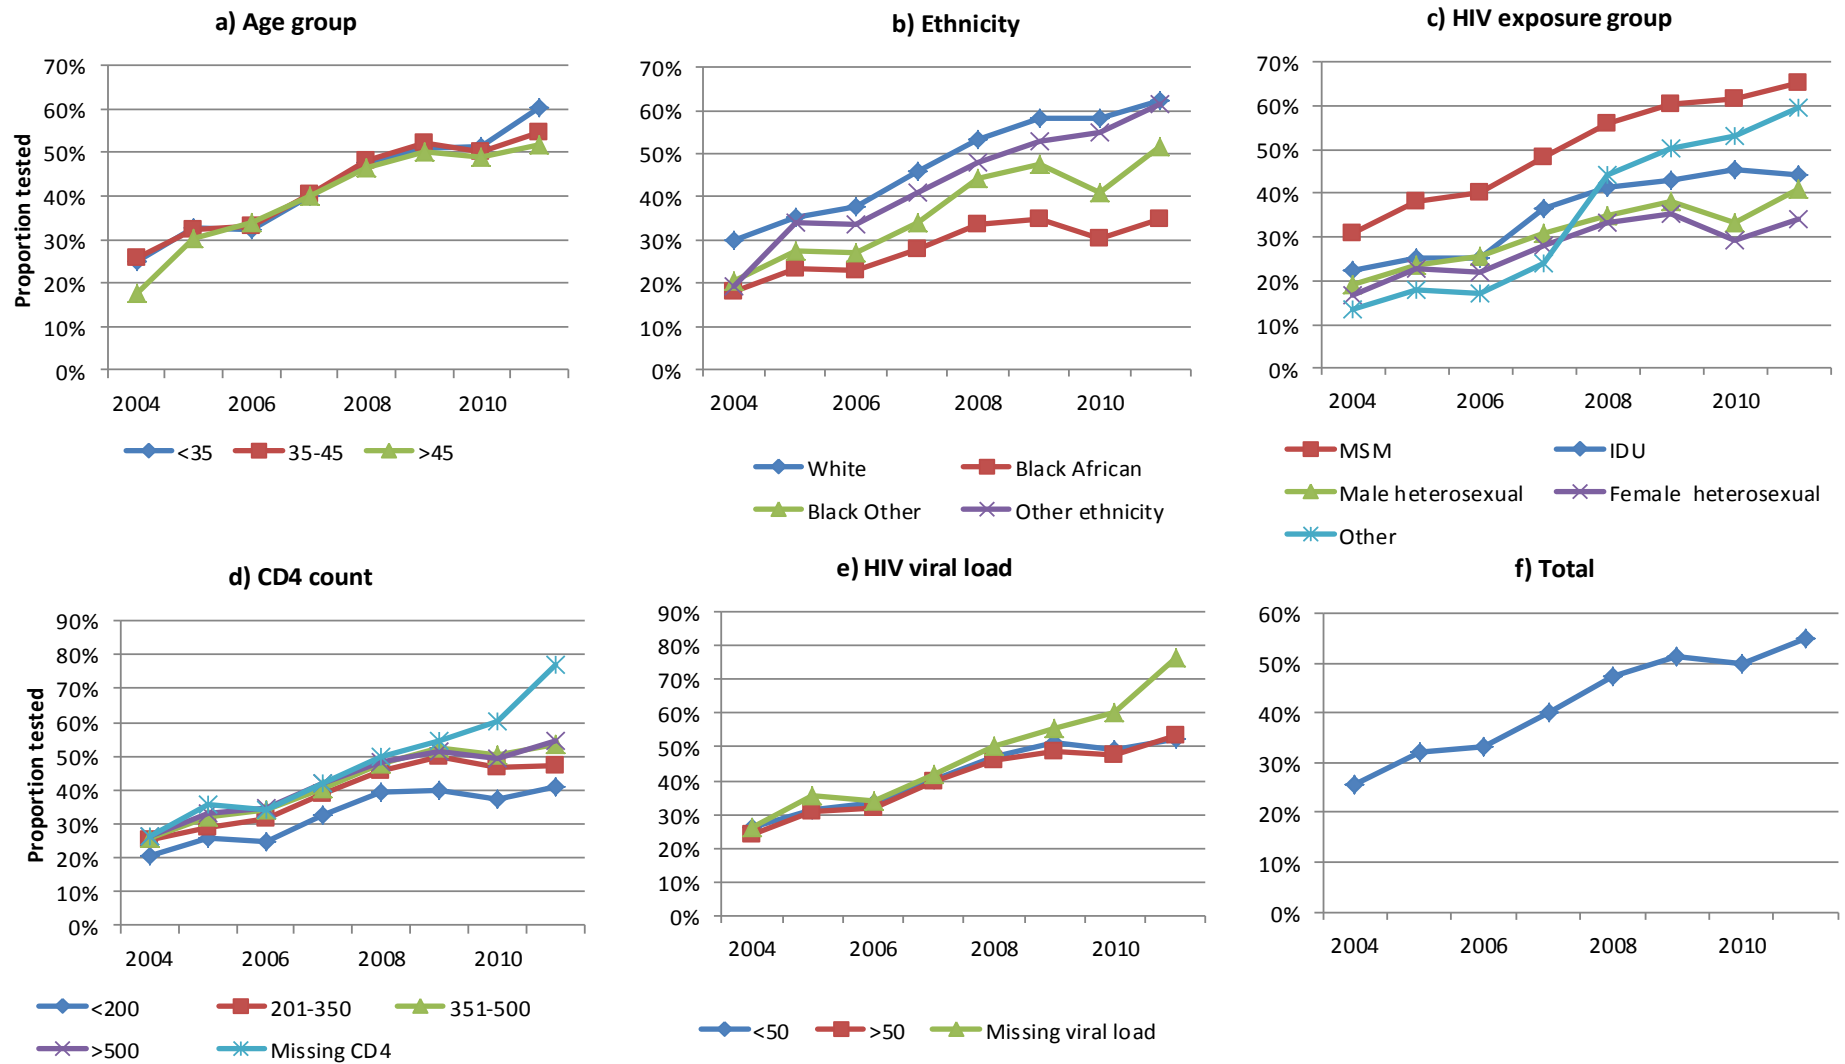 a) Age group
70%
60%
50%
40%
30%
20%
10%
0%
Proportion tested
2004 2006 2008 2010
<35 35-45 >45
b) Ethnicity
70%
60%
50%
40%
30%
20%
10%
0%
2004 2006 2008 2010
White Black African
Black Other Other ethnicity
c) HIV exposure group
70%
60%
50%
40%
30%
20%
10%
0%
2004 2006 2008 2010
MSM IDU
Male heterosexual Female heterosexual
Other
d) CD4 count
90%
80%
70%
60%
50%
40%
30%
20%
10%
0%
Proportion tested
2004 2006 2008 2010
<200 201-350 351-500
>500 Missing CD4
e) HIV viral load
90%
80%
70%
60%
50%
40%
30%
20%
10%
0%
2004 2006 2008 2010
<50 >50 Missing viral load
f) Total
60%
50%
40%
30%
20%
10%
0%
2004 2006 2008 2010